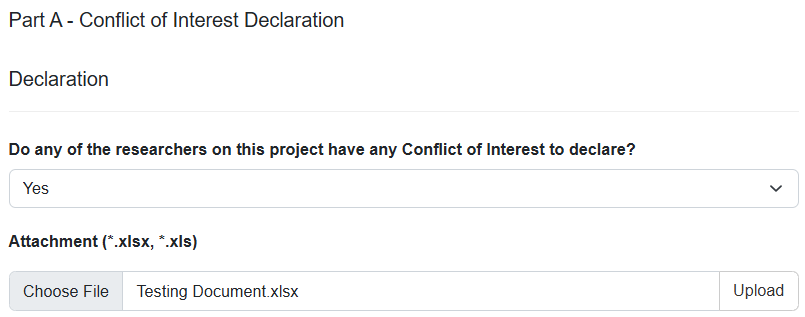 Part A - Conflict of Interest Declaration
Declaration
Do any of the researchers on this project have any Conflict of Interest to declare?
Yes
Attachment (*.xlsx, *.xls)
Choose File Testing Document.xlsx Upload